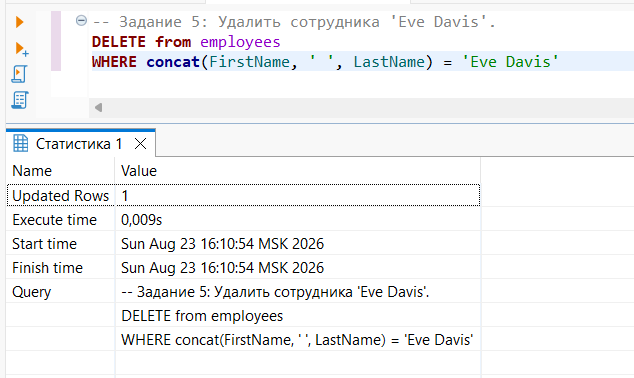 -- Задание 5: Удалить сотрудника 'Eve Davis'.
DELETE from employees
WHERE concat(FirstName, ' ', LastName) = 'Eve Davis'
Статистика 1
Name Value
Updated Rows 1
Execute time 0,009s
Start time Sun Aug 23 16:10:54 MSK 2026
Finish time Sun Aug 23 16:10:54 MSK 2026
Query -- Задание 5: Удалить сотрудника 'Eve Davis'.
DELETE from employees
WHERE concat(FirstName, ' ', LastName) = 'Eve Davis'